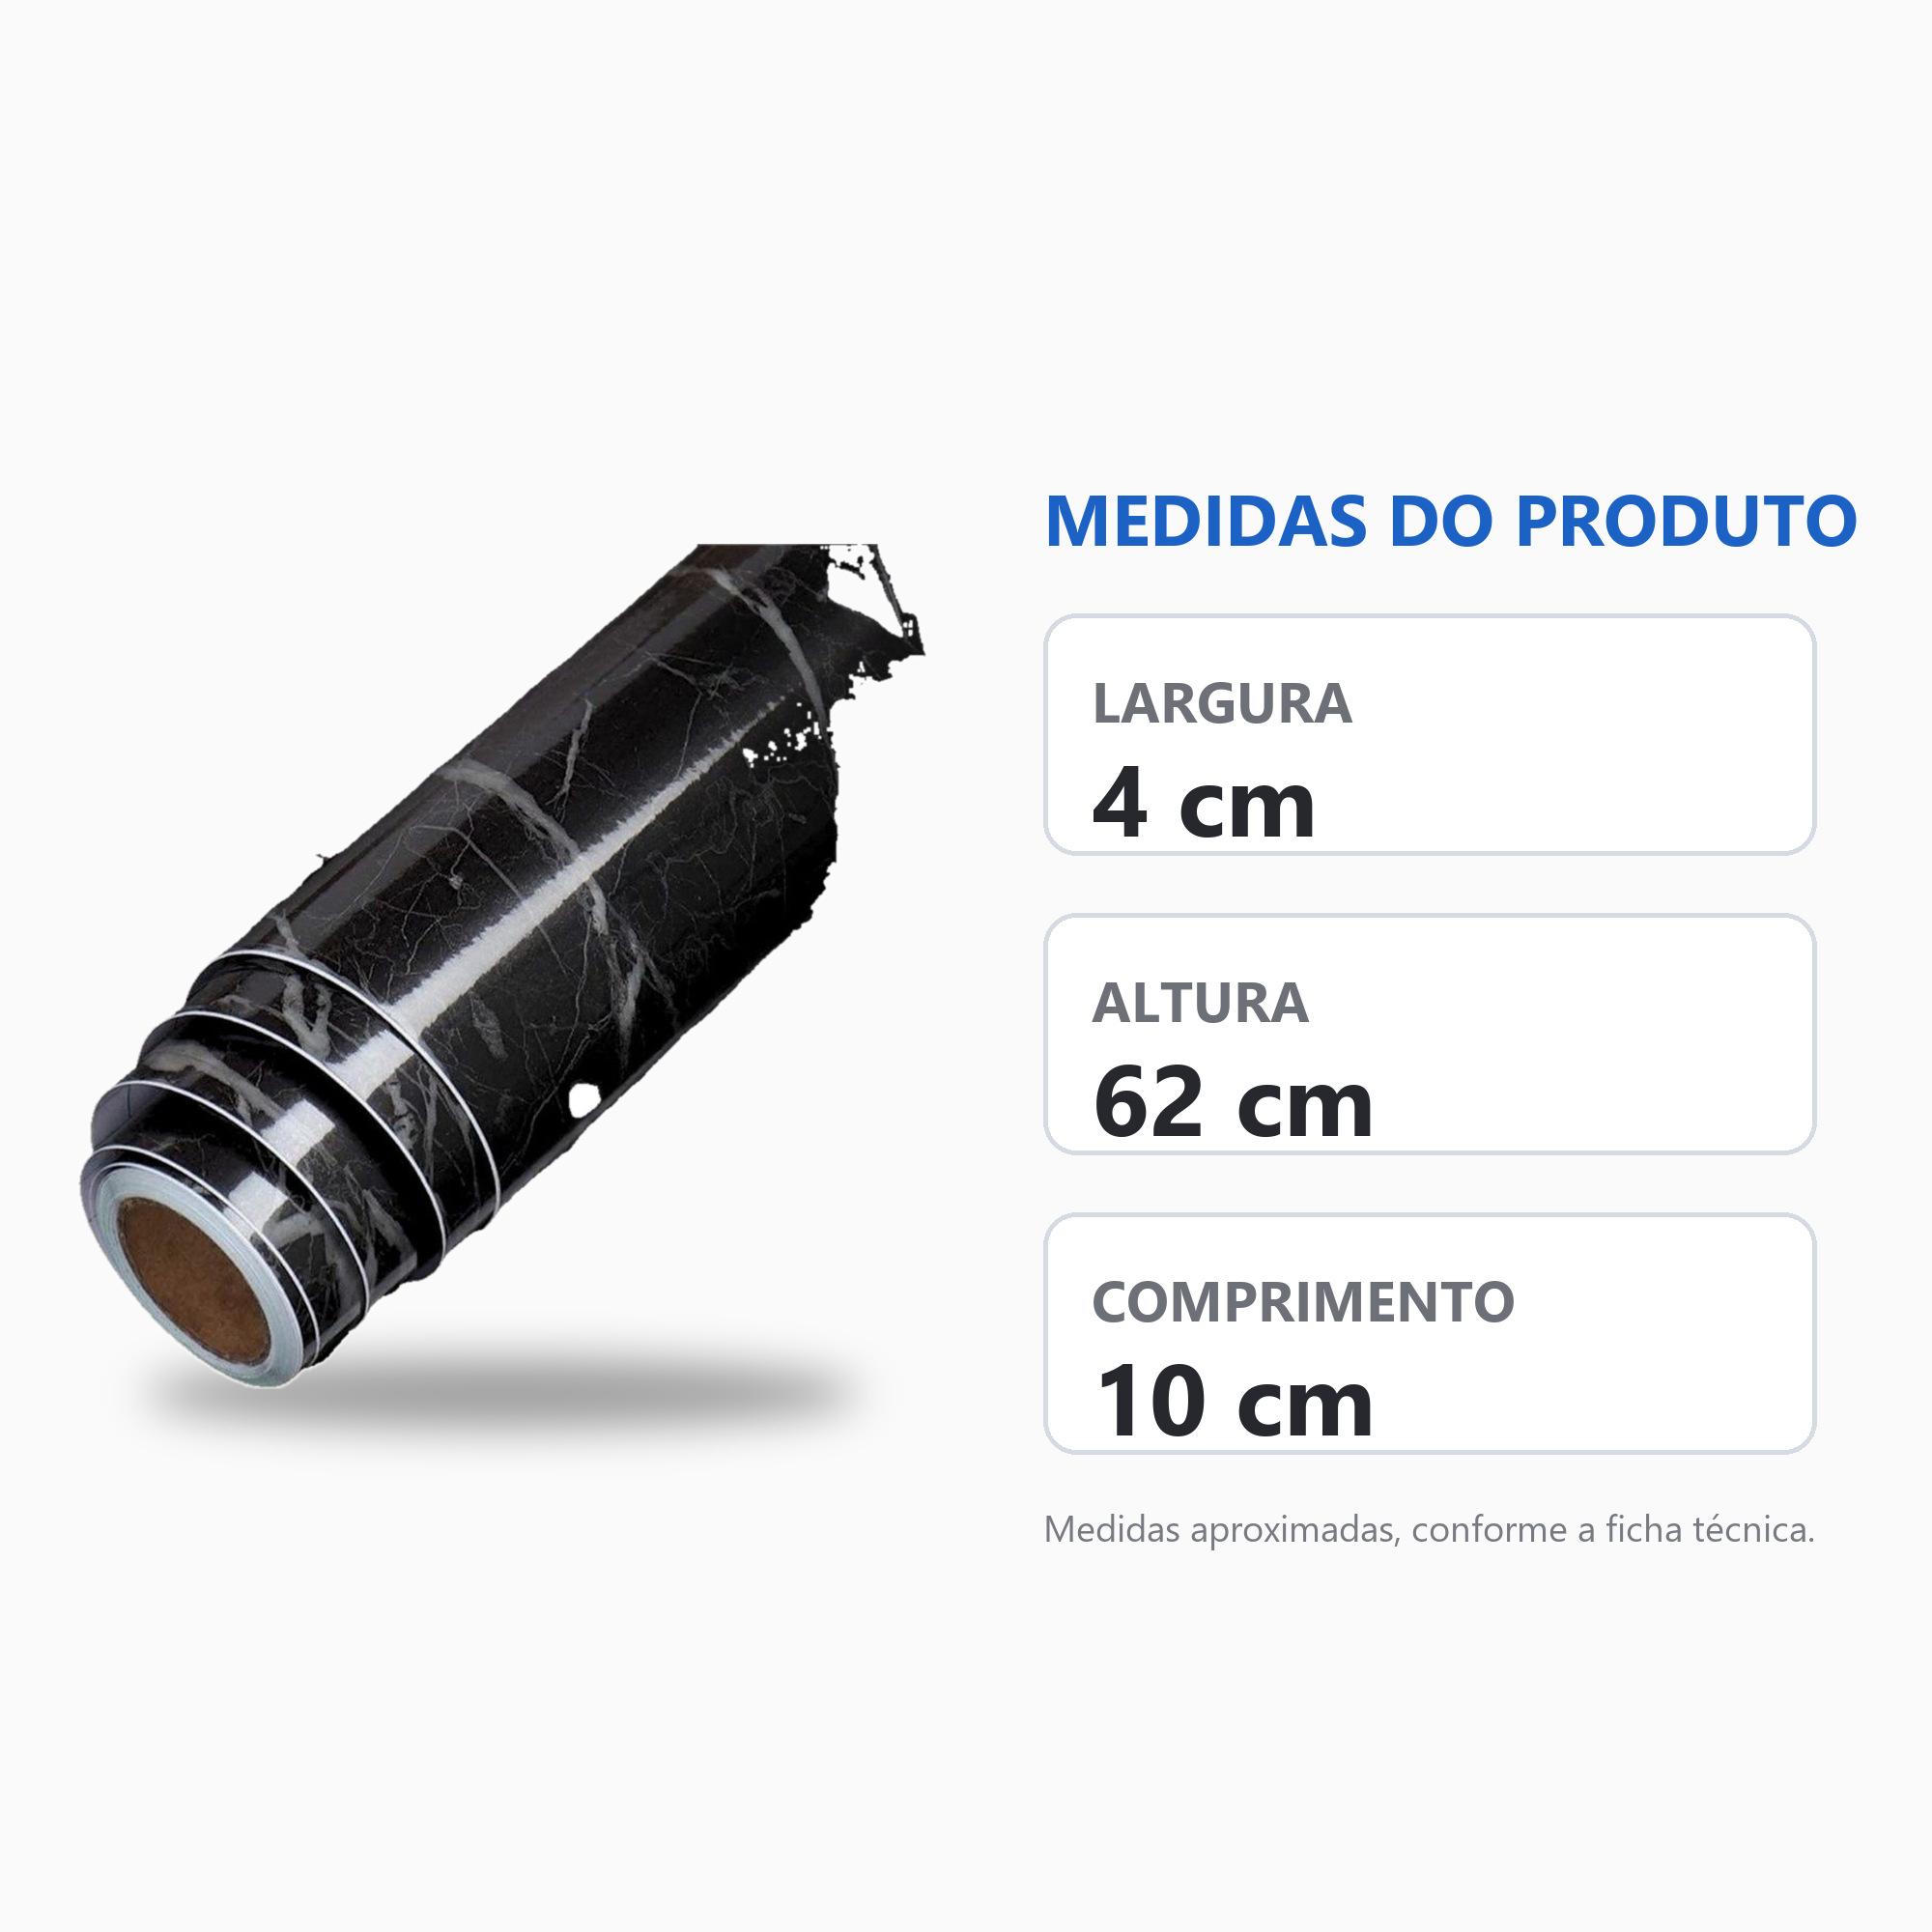 MEDIDAS DO PRODUTO
LARGURA
4 cm
ALTURA
62 cm
COMPRIMENTO
10 cm
Medidas aproximadas, conforme a ficha técnica.